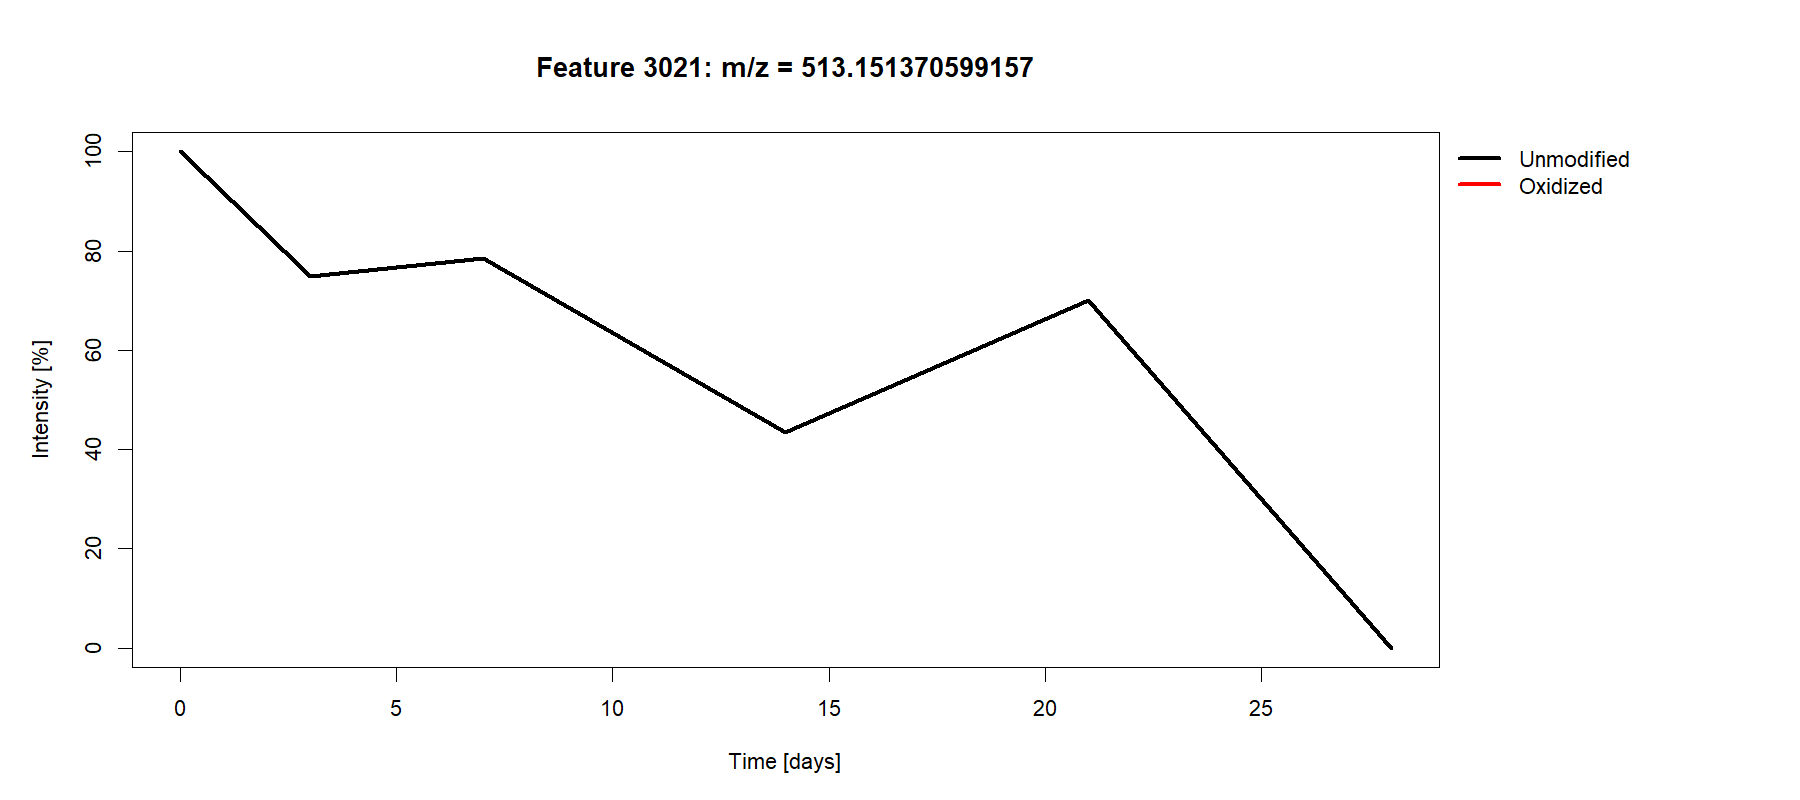 Feature 3021: m/z = 513.151370599157
Unmodified
Oxidized
Intensity [%]
100
80
60
40
20
0
0 5 10 15 20 25
Time [days]